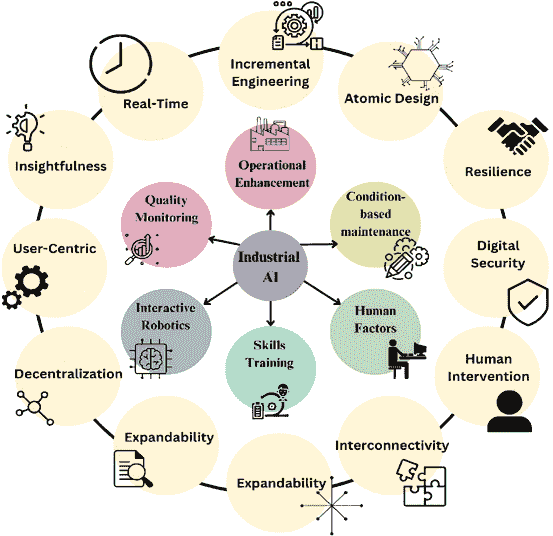 Incremental
Engineering
Real-Time
Atomic Design
Insightfulness
Operational
Enhancement
Resilience
Quality
Monitoring
Condition-
based
maintenance
User-Centric
Industrial
AI
Digital
Security
Interactive
Robotics
Human
Factors
Skills
Training
Decentralization
Human
Intervention
Expandability
Interconnectivity
Expandability